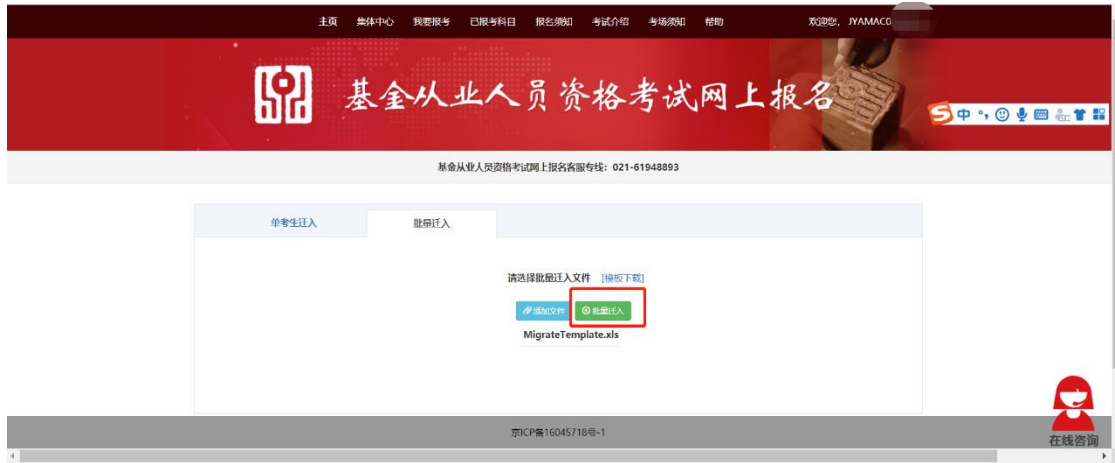 主页 集体中心 我要报考 已报考科目 报名须知 考试介绍 考场须知 帮助 欢迎您, JYAMAC0
基金从业人员资格考试网上报名
中
基金从业人员资格考试网上报名客服专线：021-61948893
单考生迁入 批量迁入
请选择批量迁入文件 [模板下载]
添加文件 批量迁入
MigrateTemplate.xls
京ICP备16045718号-1
在线咨询